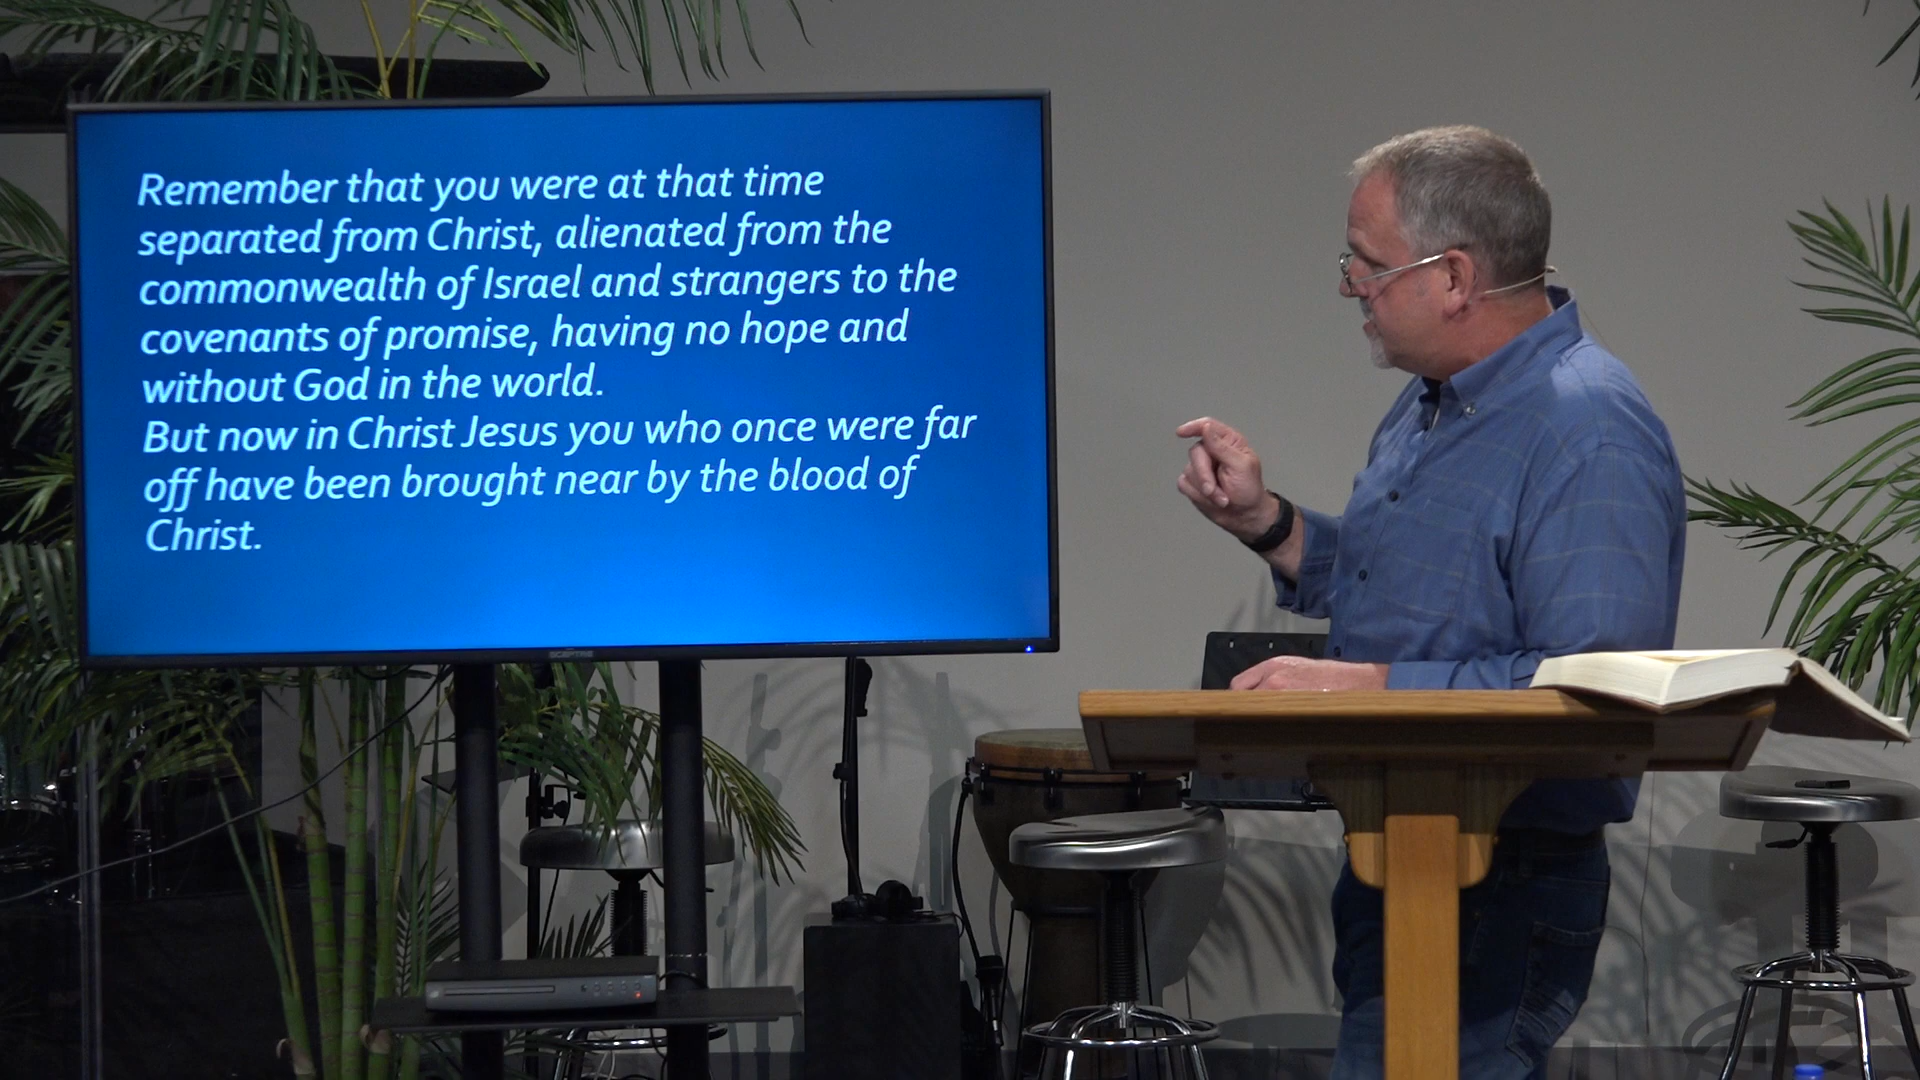 Remember that you were at that time
separated from Christ, alienated from the
commonwealth of Israel and strangers to the
covenants of promise, having no hope and
without God in the world.
But now in Christ Jesus you who once were far
off have been brought near by the blood of
Christ.
SCEPTRE